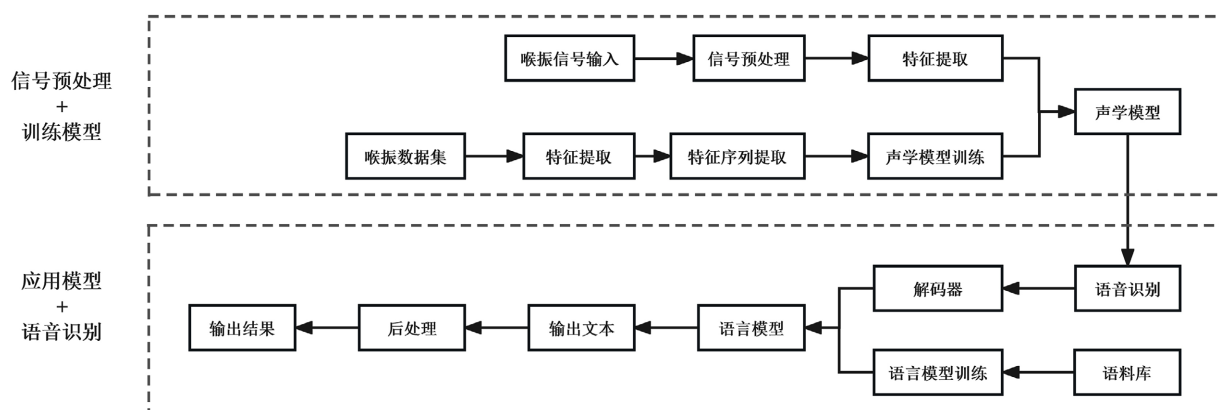 信号预处理
+
训练模型
喉振信号输入
信号预处理
特征提取
声学模型
喉振数据集
特征提取
特征序列提取
声学模型训练
应用模型
+
语音识别
解码器
语音识别
输出结果
后处理
输出文本
语言模型
语言模型训练
语料库